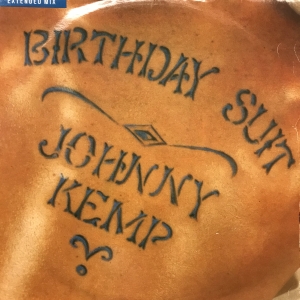 EXTENDED MIX
BIRTHDAY SUIT
JOHNNY
KEMP
?